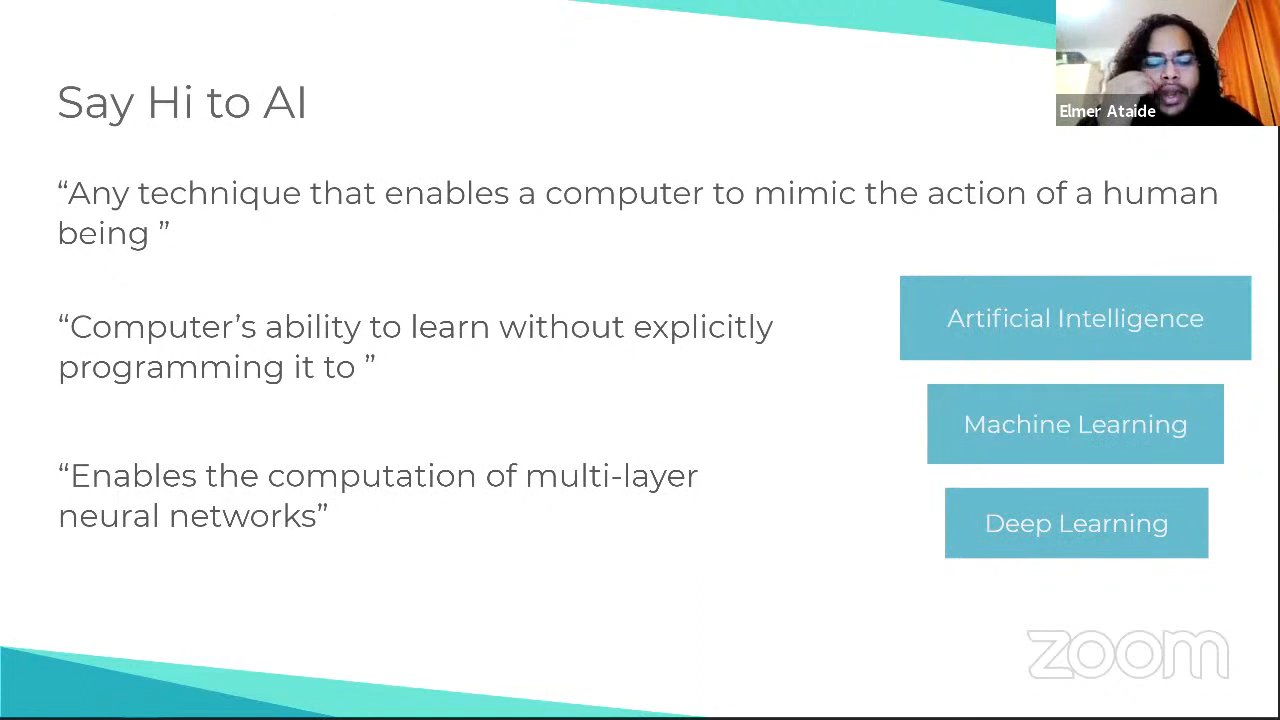 Say Hi to AI
Elmer Ataide
“Any technique that enables a computer to mimic the action of a human
being ”
“Computer’s ability to learn without explicitly
programming it to ”
“Enables the computation of multi-layer
neural networks”
Artificial Intelligence
Machine Learning
Deep Learning
zoom